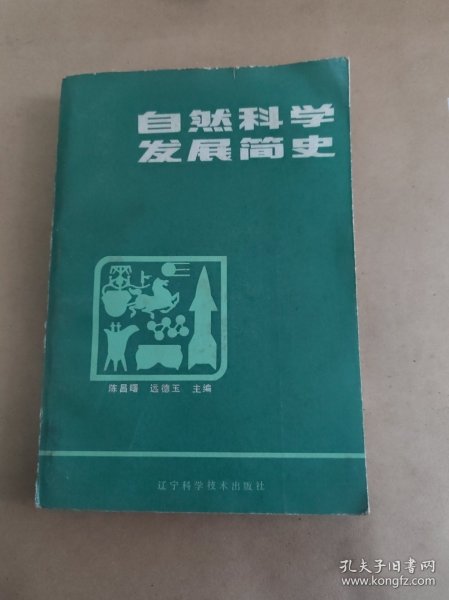 自然科学
发展简史
陈昌曙 远德玉 主编
辽宁科学技术出版社
孔夫子旧书网
www.kongfz.com